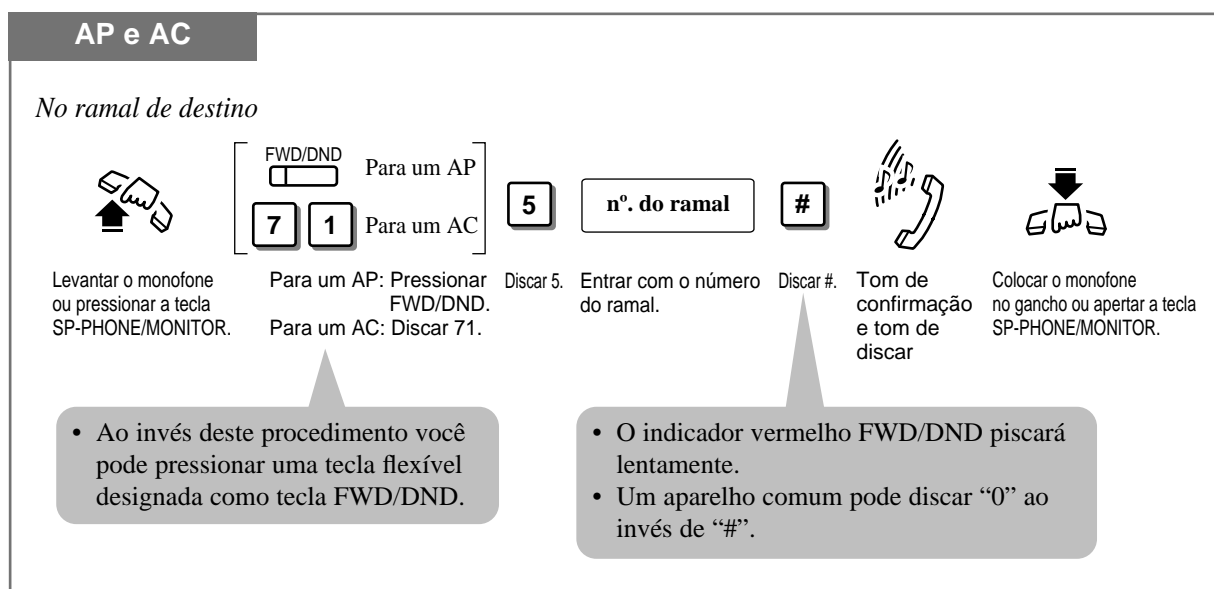 AP e AC
No ramal de destino
FWD/DND
Para um AP
7 1 Para um AC
5
nº. do ramal
#
Levantar o monofone
ou pressionar a tecla
SP-PHONE/MONITOR.
Para um AP: Pressionar
FWD/DND.
Para um AC: Discar 71.
Discar 5.
Entrar com o número
do ramal.
Discar #.
Tom de
confirmação
e tom de
discar
Colocar o monofone
no gancho ou apertar a tecla
SP-PHONE/MONITOR.
• Ao invés deste procedimento você
pode pressionar uma tecla flexível
designada como tecla FWD/DND.
• O indicador vermelho FWD/DND piscará
lentamente.
• Um aparelho comum pode discar “0” ao
invés de “#”.